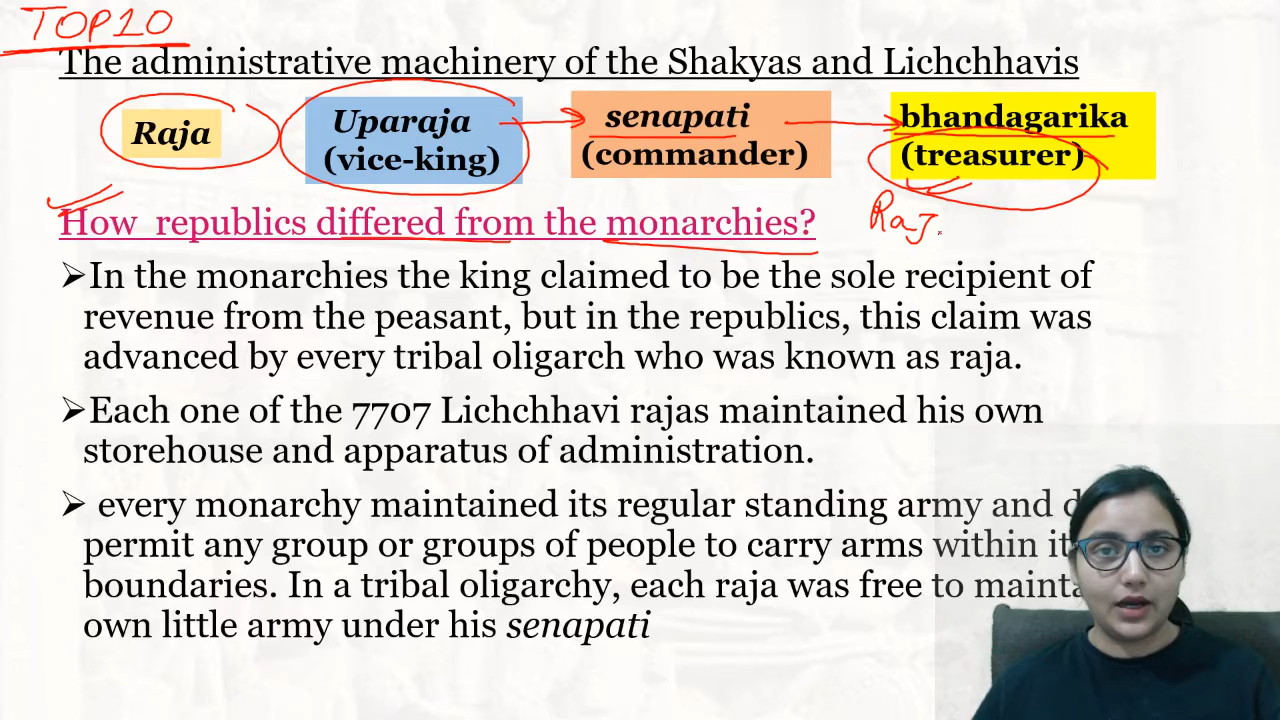 TOP 10
The administrative machinery of the Shakyas and Lichchhavis
Raja
Uparaja
(vice-king)
senapati
(commander)
bhandagarika
(treasurer)
Raj
How republics differed from the monarchies?
➢In the monarchies the king claimed to be the sole recipient of
revenue from the peasant, but in the republics, this claim was
advanced by every tribal oligarch who was known as raja.
➢Each one of the 7707 Lichchhavi rajas maintained his own
storehouse and apparatus of administration.
➢ every monarchy maintained its regular standing army and
permit any group or groups of people to carry arms within
boundaries. In a tribal oligarchy, each raja was free to
own little army under his senapati